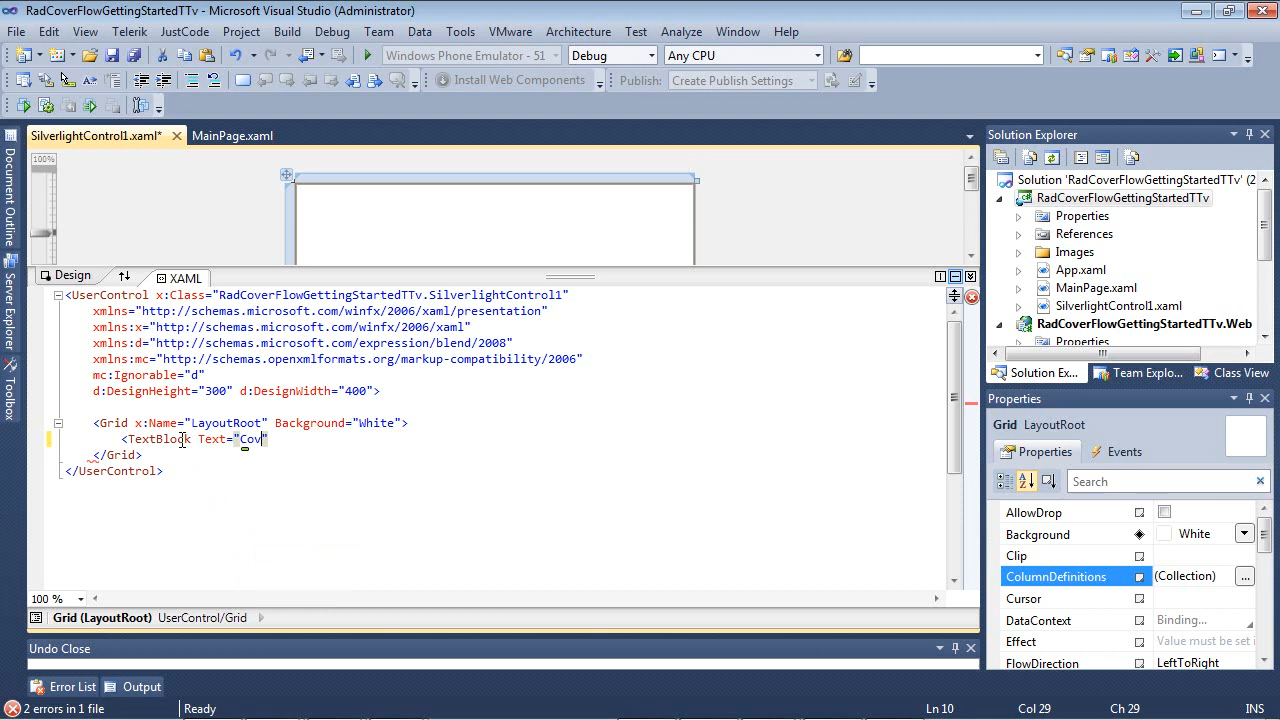 RadCoverFlowGettingStartedTTv - Microsoft Visual Studio (Administrator)
File Edit View Telerik JustCode Project Build Debug Team Data Tools VMware Architecture Test Analyze Window Help
Windows Phone Emulator - 51 Debug Any CPU
Install Web Components Publish: Create Publish Settings
SilverlightControl1.xaml* MainPage.xaml
100%
Design XAML
<UserControl x:Class="RadCoverFlowGettingStartedTTv.SilverlightControl1"
xmlns="http://schemas.microsoft.com/winfx/2006/xaml/presentation"
xmlns:x="http://schemas.microsoft.com/winfx/2006/xaml"
xmlns:d="http://schemas.microsoft.com/expression/blend/2008"
xmlns:mc="http://schemas.openxmlformats.org/markup-compatibility/2006"
mc:Ignorable="d"
d:DesignHeight="300" d:DesignWidth="400">
<Grid x:Name="LayoutRoot" Background="White">
<TextBlock Text="Cov"
</Grid>
</UserControl>
100 %
Grid (LayoutRoot) UserControl/Grid
Undo Close
Error List Output
2 errors in 1 file Ready Ln 10 Col 29 Ch 29 INS
Document Outline
Server Explorer
Toolbox
Solution Explorer
Solution 'RadCoverFlowGettingStartedTTv' (2
RadCoverFlowGettingStartedTTv
Properties
References
Images
App.xaml
MainPage.xaml
SilverlightControl1.xaml
RadCoverFlowGettingStartedTTv.Web
Properties
Solution Ex... Team Explo... Class View
Properties
Grid LayoutRoot
Properties Events
Search
AllowDrop
Background White
Clip
ColumnDefinitions (Collection) ...
Cursor
DataContext Binding...
Effect Value must be set i
FlowDirection LeftToRight